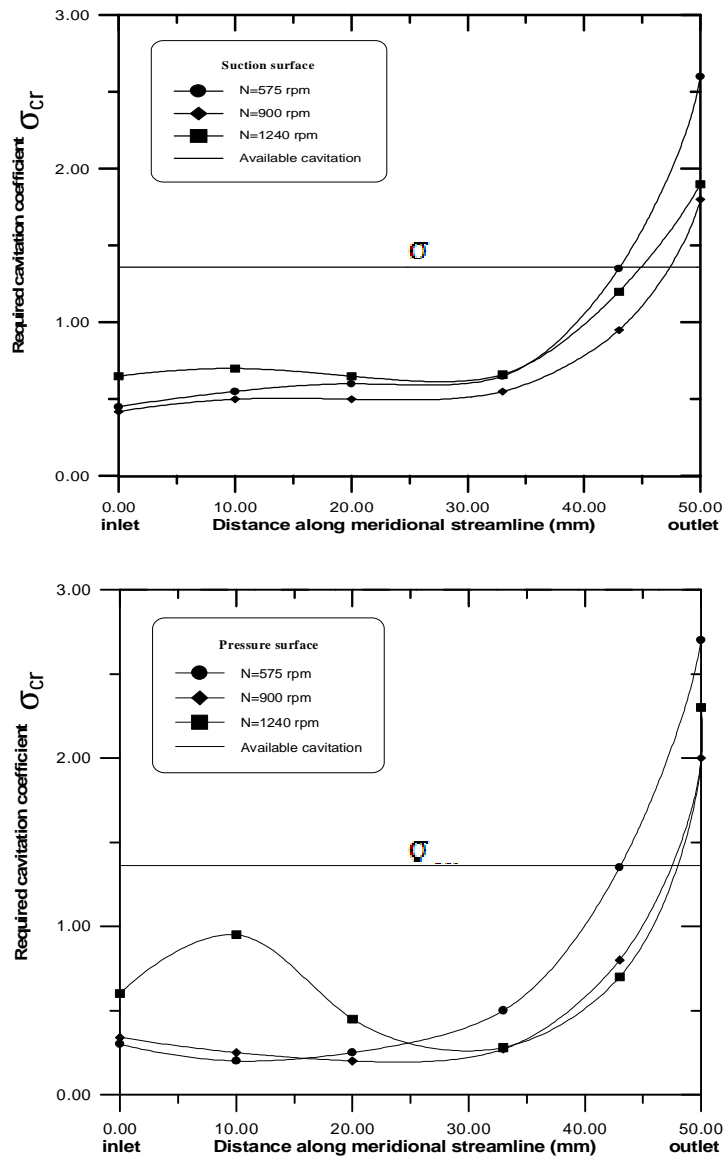 3.00
Suction surface
N=575 rpm
N=900 rpm
N=1240 rpm
Available cavitation
2.00
σ
1.00
0.00
Required cavitation coefficient σcr
0.00 10.00 20.00 30.00 40.00 50.00
inlet Distance along meridional streamline (mm) outlet
3.00
Pressure surface
N=575 rpm
N=900 rpm
N=1240 rpm
Available cavitation
2.00
σ
1.00
0.00
Required cavitation coefficient σcr
0.00 10.00 20.00 30.00 40.00 50.00
inlet Distance along meridional streamline (mm) outlet